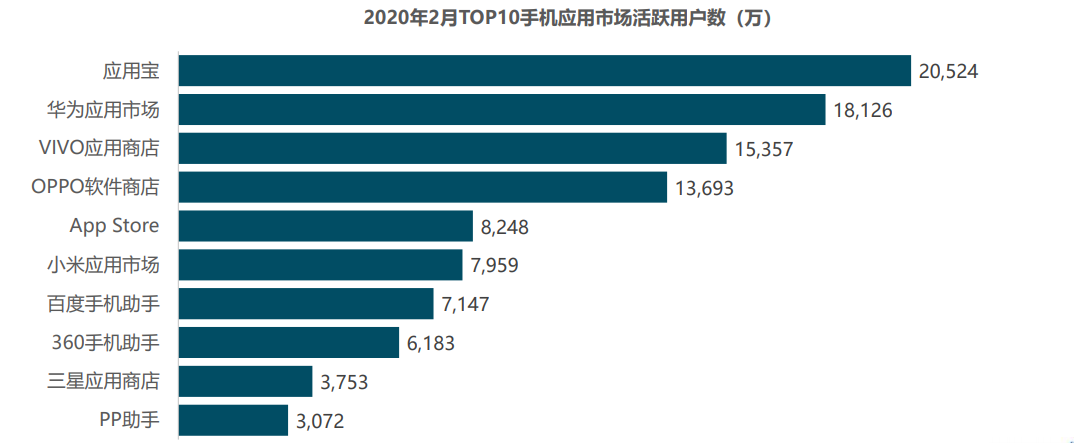 2020年2月TOP10手机应用市场活跃用户数（万）
应用宝 20,524
华为应用市场 18,126
VIVO应用商店 15,357
OPPO软件商店 13,693
App Store 8,248
小米应用市场 7,959
百度手机助手 7,147
360手机助手 6,183
三星应用商店 3,753
PP助手 3,072